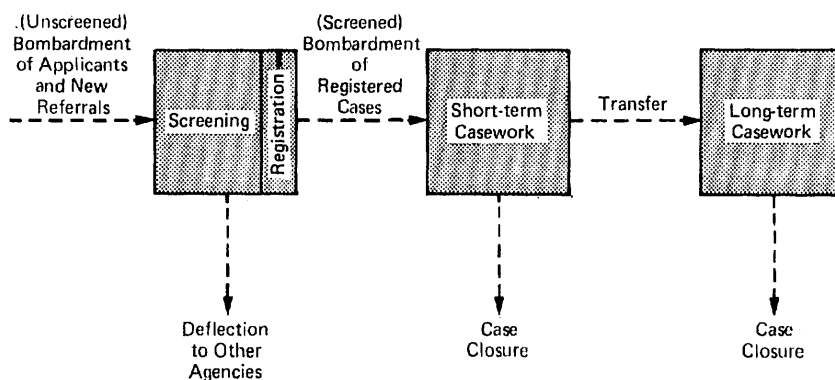 .(Unscreened)
Bombardment
of Applicants
and New
Referrals
Screening
Registration
(Screened)
Bombardment
of
Registered
Cases
Short-term
Casework
Transfer
Long-term
Casework
Deflection
to Other
Agencies
Case
Closure
Case
Closure